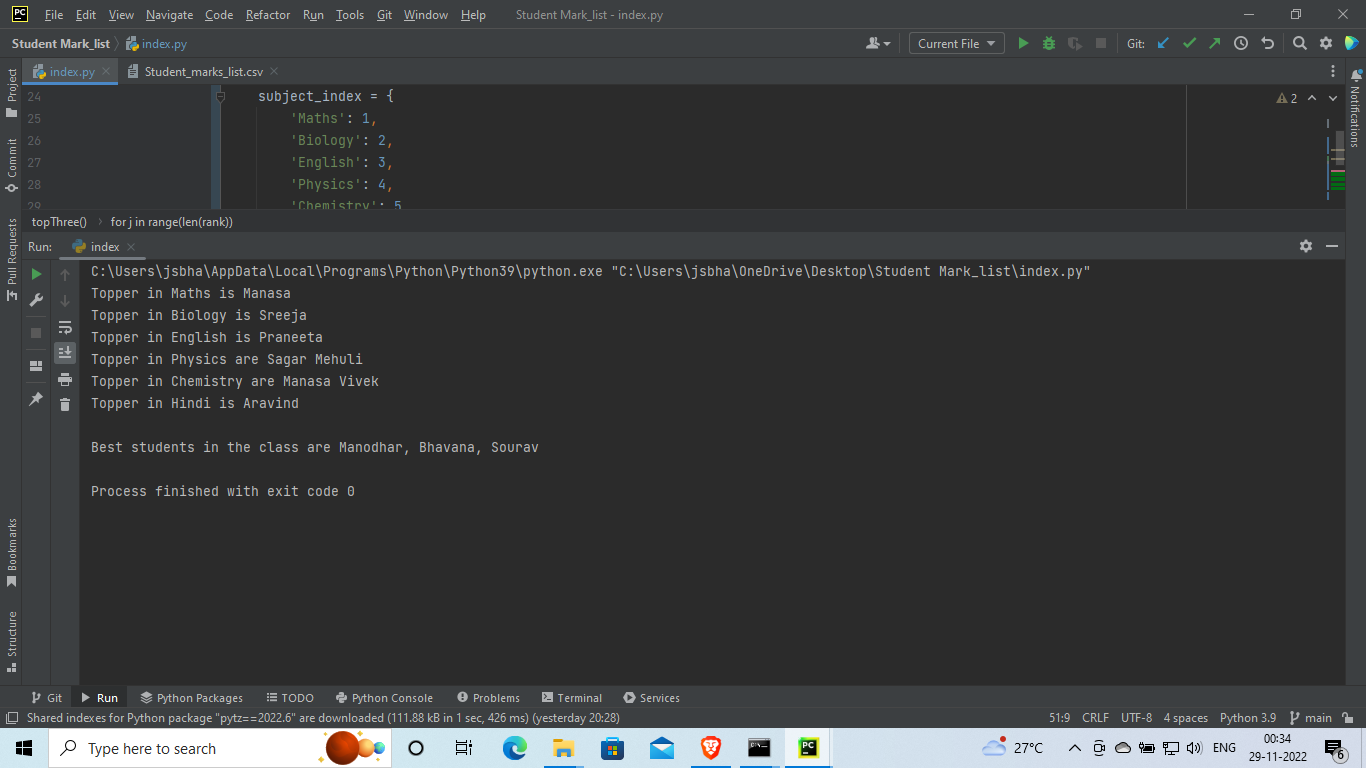 PC File Edit View Navigate Code Refactor Run Tools Git Window Help Student Mark_list - index.py
Student Mark_list index.py Current File Git:
index.py Student_marks_list.csv
24 subject_index = {
25 'Maths': 1,
26 'Biology': 2,
27 'English': 3,
28 'Physics': 4,
29 'Chemistry': 5
2
topThree() for j in range(len(rank))
Run: index
C:\Users\jsbha\AppData\Local\Programs\Python\Python39\python.exe "C:\Users\jsbha\OneDrive\Desktop\Student Mark_list\index.py"
Topper in Maths is Manasa
Topper in Biology is Sreeja
Topper in English is Praneeta
Topper in Physics are Sagar Mehuli
Topper in Chemistry are Manasa Vivek
Topper in Hindi is Aravind
Best students in the class are Manodhar, Bhavana, Sourav
Process finished with exit code 0
Project
Commit
Pull Requests
Bookmarks
Structure
Notifications
Git Run Python Packages TODO Python Console Problems Terminal Services
Shared indexes for Python package "pytz==2022.6" are downloaded (111.88 kB in 1 sec, 426 ms) (yesterday 20:28) 51:9 CRLF UTF-8 4 spaces Python 3.9 main
Type here to search PC 27°C ENG 00:34
29-11-2022 6